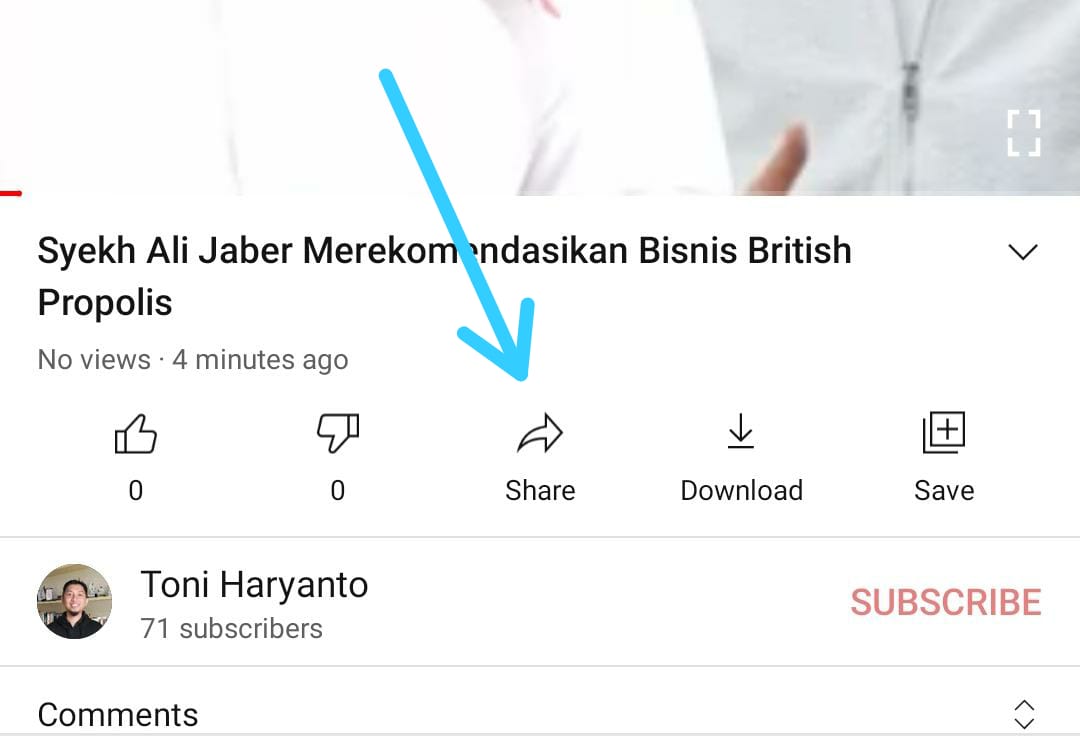 Syekh Ali Jaber Merekomendasikan Bisnis British
Propolis
No views · 4 minutes ago
0 0 Share Download Save
Toni Haryanto
71 subscribers
SUBSCRIBE
Comments